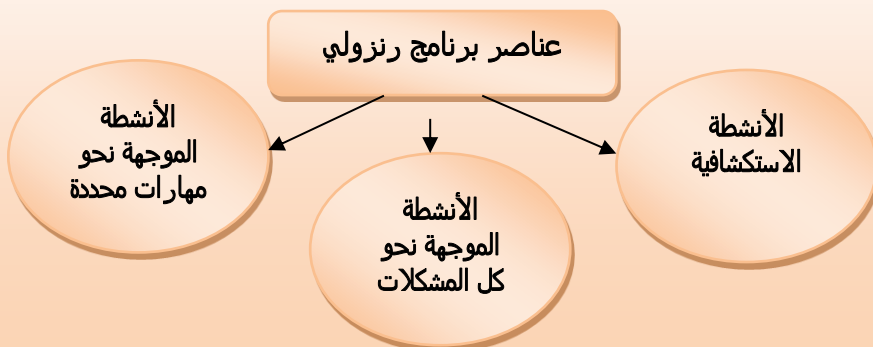 عناصر برنامج رنزولي
الأنشطة
الاستكشافية
الأنشطة
الموجهة نحو
كل المشكلات
الأنشطة
الموجهة نحو
مهارات محددة